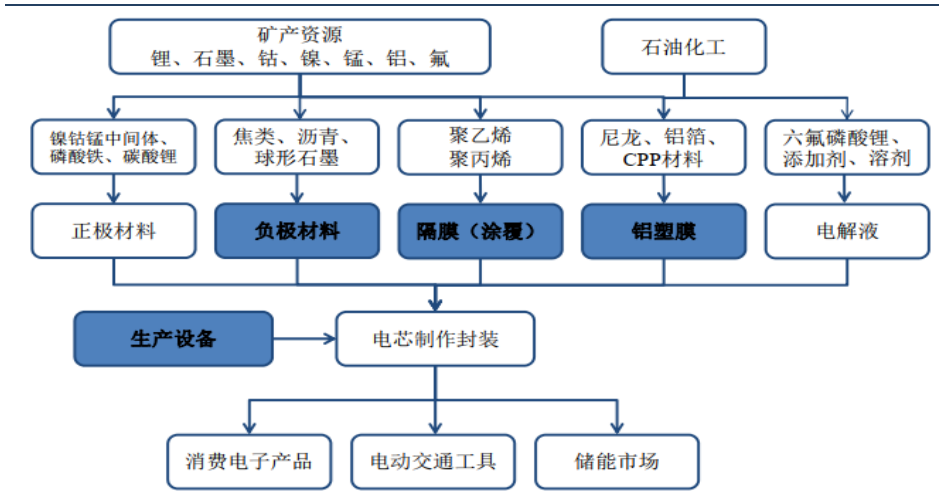 矿产资源
锂、石墨、钴、镍、锰、铝、氟
石油化工
镍钴锰中间体、
磷酸铁、碳酸锂
焦类、沥青、
球形石墨
聚乙烯
聚丙烯
尼龙、铝箔、
CPP材料
六氟磷酸锂、
添加剂、溶剂
正极材料
负极材料
隔膜（涂覆）
铝塑膜
电解液
生产设备
电芯制作封装
消费电子产品
电动交通工具
储能市场